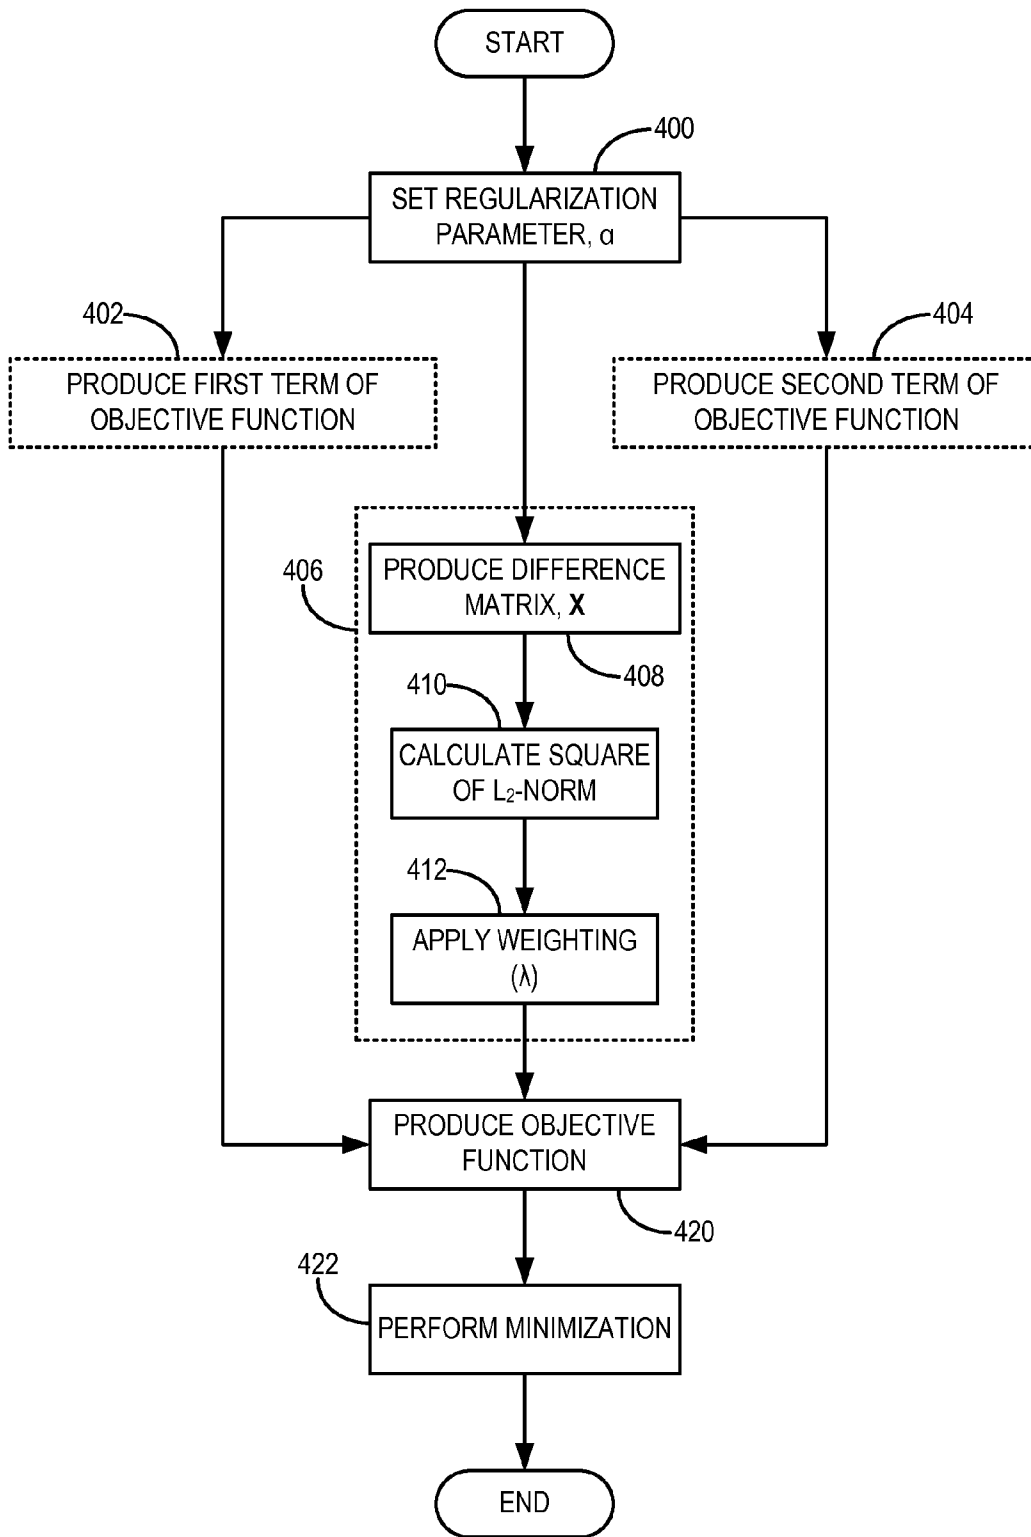 START
400
SET REGULARIZATION
PARAMETER, α
402
404
PRODUCE FIRST TERM OF
OBJECTIVE FUNCTION
PRODUCE SECOND TERM OF
OBJECTIVE FUNCTION
406
PRODUCE DIFFERENCE
MATRIX, X
408
410
CALCULATE SQUARE
OF L₂-NORM
412
APPLY WEIGHTING
(λ)
PRODUCE OBJECTIVE
FUNCTION
420
422
PERFORM MINIMIZATION
END